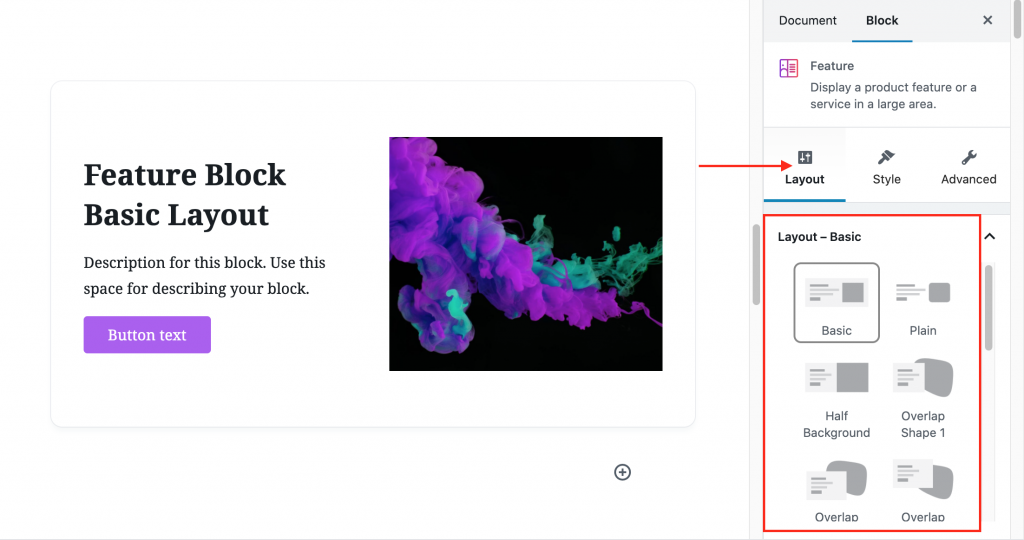 Document
Block
Feature
Display a product feature or a
service in a large area.
Layout
Style
Advanced
Feature Block
Basic Layout
Description for this block. Use this
space for describing your block.
Button text
Layout – Basic
Basic
Plain
Half
Background
Overlap
Shape 1
Overlap
Overlap